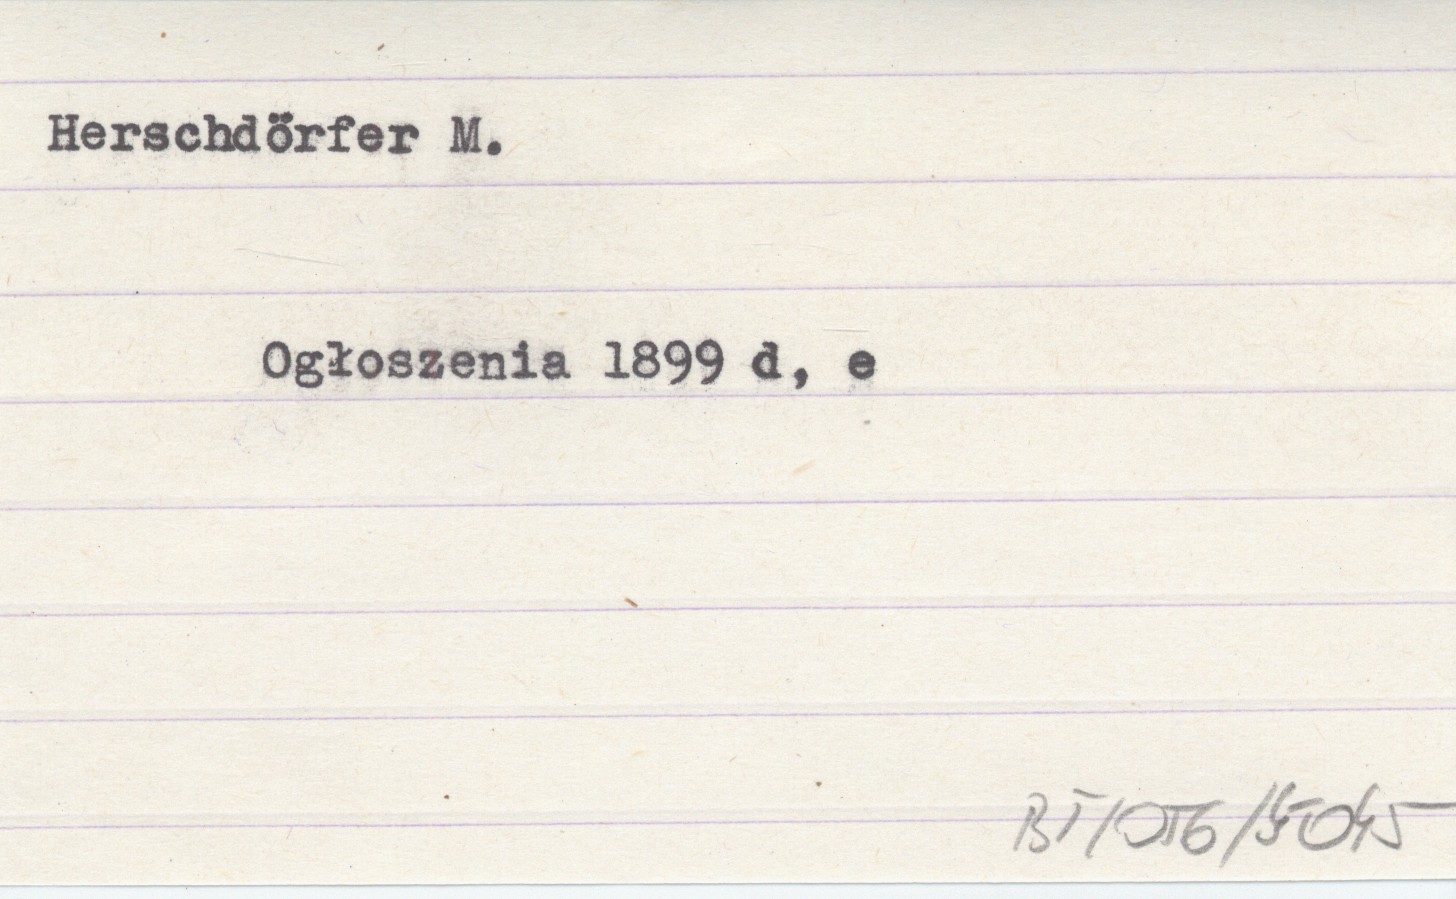 Herschdörfer M.
Ogłoszenia 1899 d, e